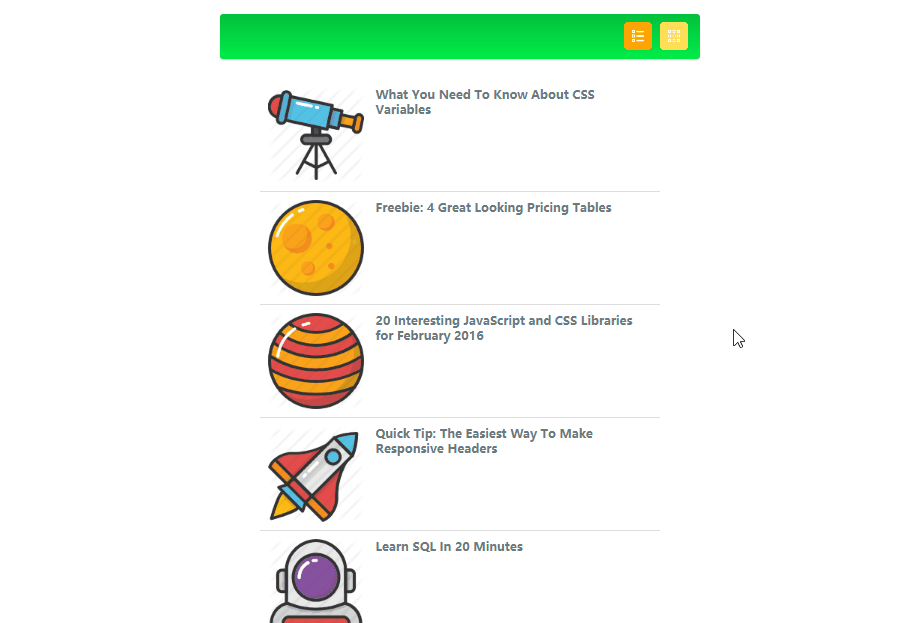 What You Need To Know About CSS
Variables
Freebie: 4 Great Looking Pricing Tables
20 Interesting JavaScript and CSS Libraries
for February 2016
Quick Tip: The Easiest Way To Make
Responsive Headers
Learn SQL In 20 Minutes